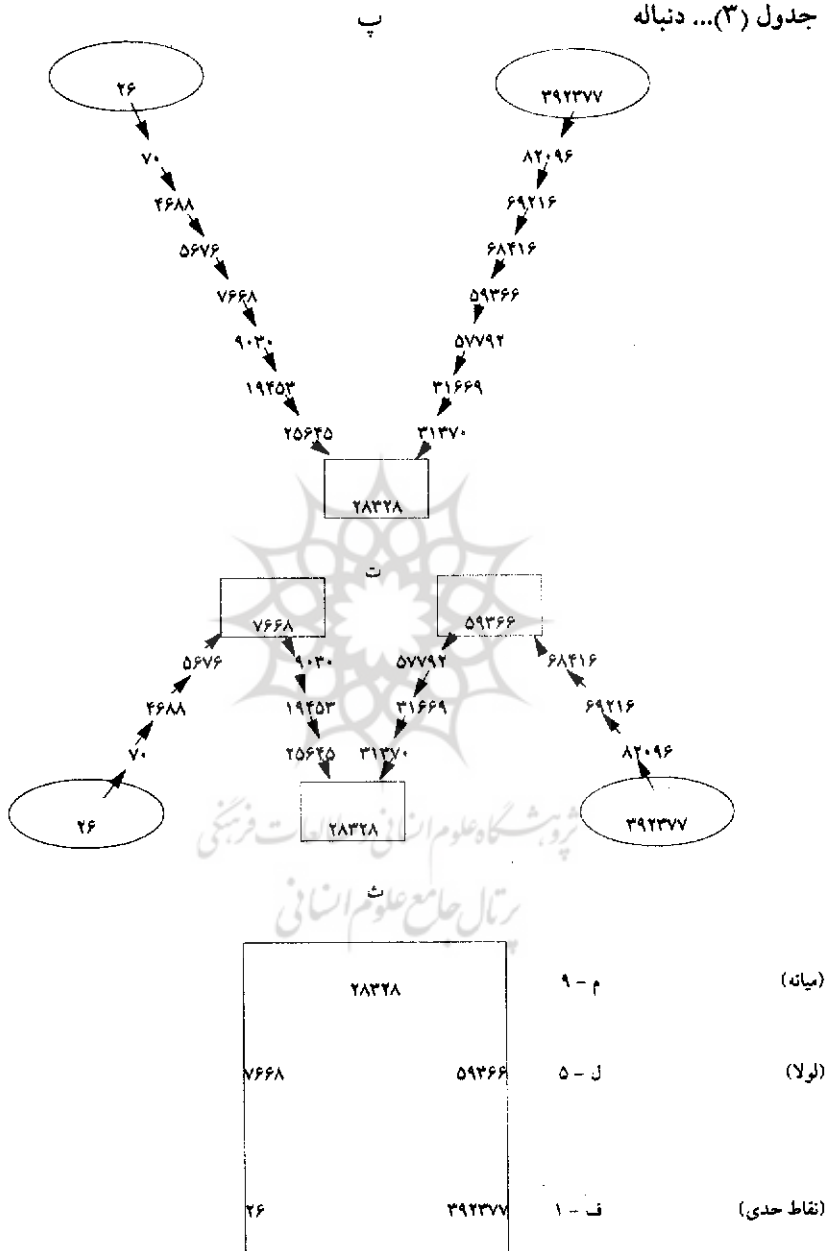 جدول (۳)... دنباله
پ
۳۹۲۳۷۷ ۲۶
۸۲۰۹۶ ۷۰
۶۹۲۱۶ ۴۶۸۸
۶۸۴۱۶ ۵۶۷۶
۵۹۳۶۶ ۷۶۶۸
۵۷۷۹۲ ۹۰۳۰
۳۱۶۶۹ ۱۹۴۵۳
۳۱۳۷۰ ۲۵۶۴۵
۲۸۳۲۸
ت
۵۹۳۶۶ ۷۶۶۸
۶۸۴۱۶ ۵۷۷۹۲ ۹۰۳۰ ۵۶۷۶
۶۹۲۱۶ ۳۱۶۶۹ ۱۹۴۵۳ ۴۶۸۸
۸۲۰۹۶ ۳۱۳۷۰ ۲۵۶۴۵ ۷۰
۳۹۲۳۷۷ ۲۸۳۲۸ ۲۶
پژوهشگاه علوم انسانی و مطالعات فرهنگی
پرتال جامع علوم انسانی
ث
(میانه) م - ۹ ۲۸۳۲۸
(لولا) ل - ۵ ۵۹۳۶۶ ۷۶۶۸
(نقاط حدی) ف - ۱ ۳۹۲۳۷۷ ۲۶